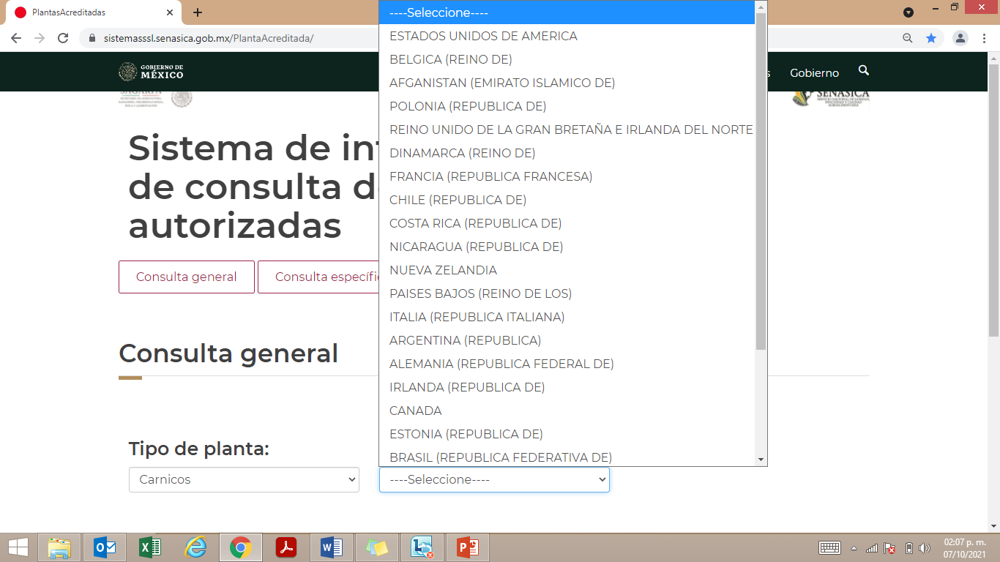 PlantasAcreditadas
sistemasssl.senasica.gob.mx/PlantaAcreditada/
GOBIERNO DE
MÉXICO
s
Gobierno
SAGARPA
SENASICA
Sistema de in
de consulta d
autorizadas
Consulta general
Consulta específi
Consulta general
Tipo de planta:
Carnicos
----Seleccione----
ESTADOS UNIDOS DE AMERICA
BELGICA (REINO DE)
AFGANISTAN (EMIRATO ISLAMICO DE)
POLONIA (REPUBLICA DE)
REINO UNIDO DE LA GRAN BRETAÑA E IRLANDA DEL NORTE
DINAMARCA (REINO DE)
FRANCIA (REPUBLICA FRANCESA)
CHILE (REPUBLICA DE)
COSTA RICA (REPUBLICA DE)
NICARAGUA (REPUBLICA DE)
NUEVA ZELANDIA
PAISES BAJOS (REINO DE LOS)
ITALIA (REPUBLICA ITALIANA)
ARGENTINA (REPUBLICA)
ALEMANIA (REPUBLICA FEDERAL DE)
IRLANDA (REPUBLICA DE)
CANADA
ESTONIA (REPUBLICA DE)
BRASIL (REPUBLICA FEDERATIVA DE)
----Seleccione----
02:07 p. m.
07/10/2021